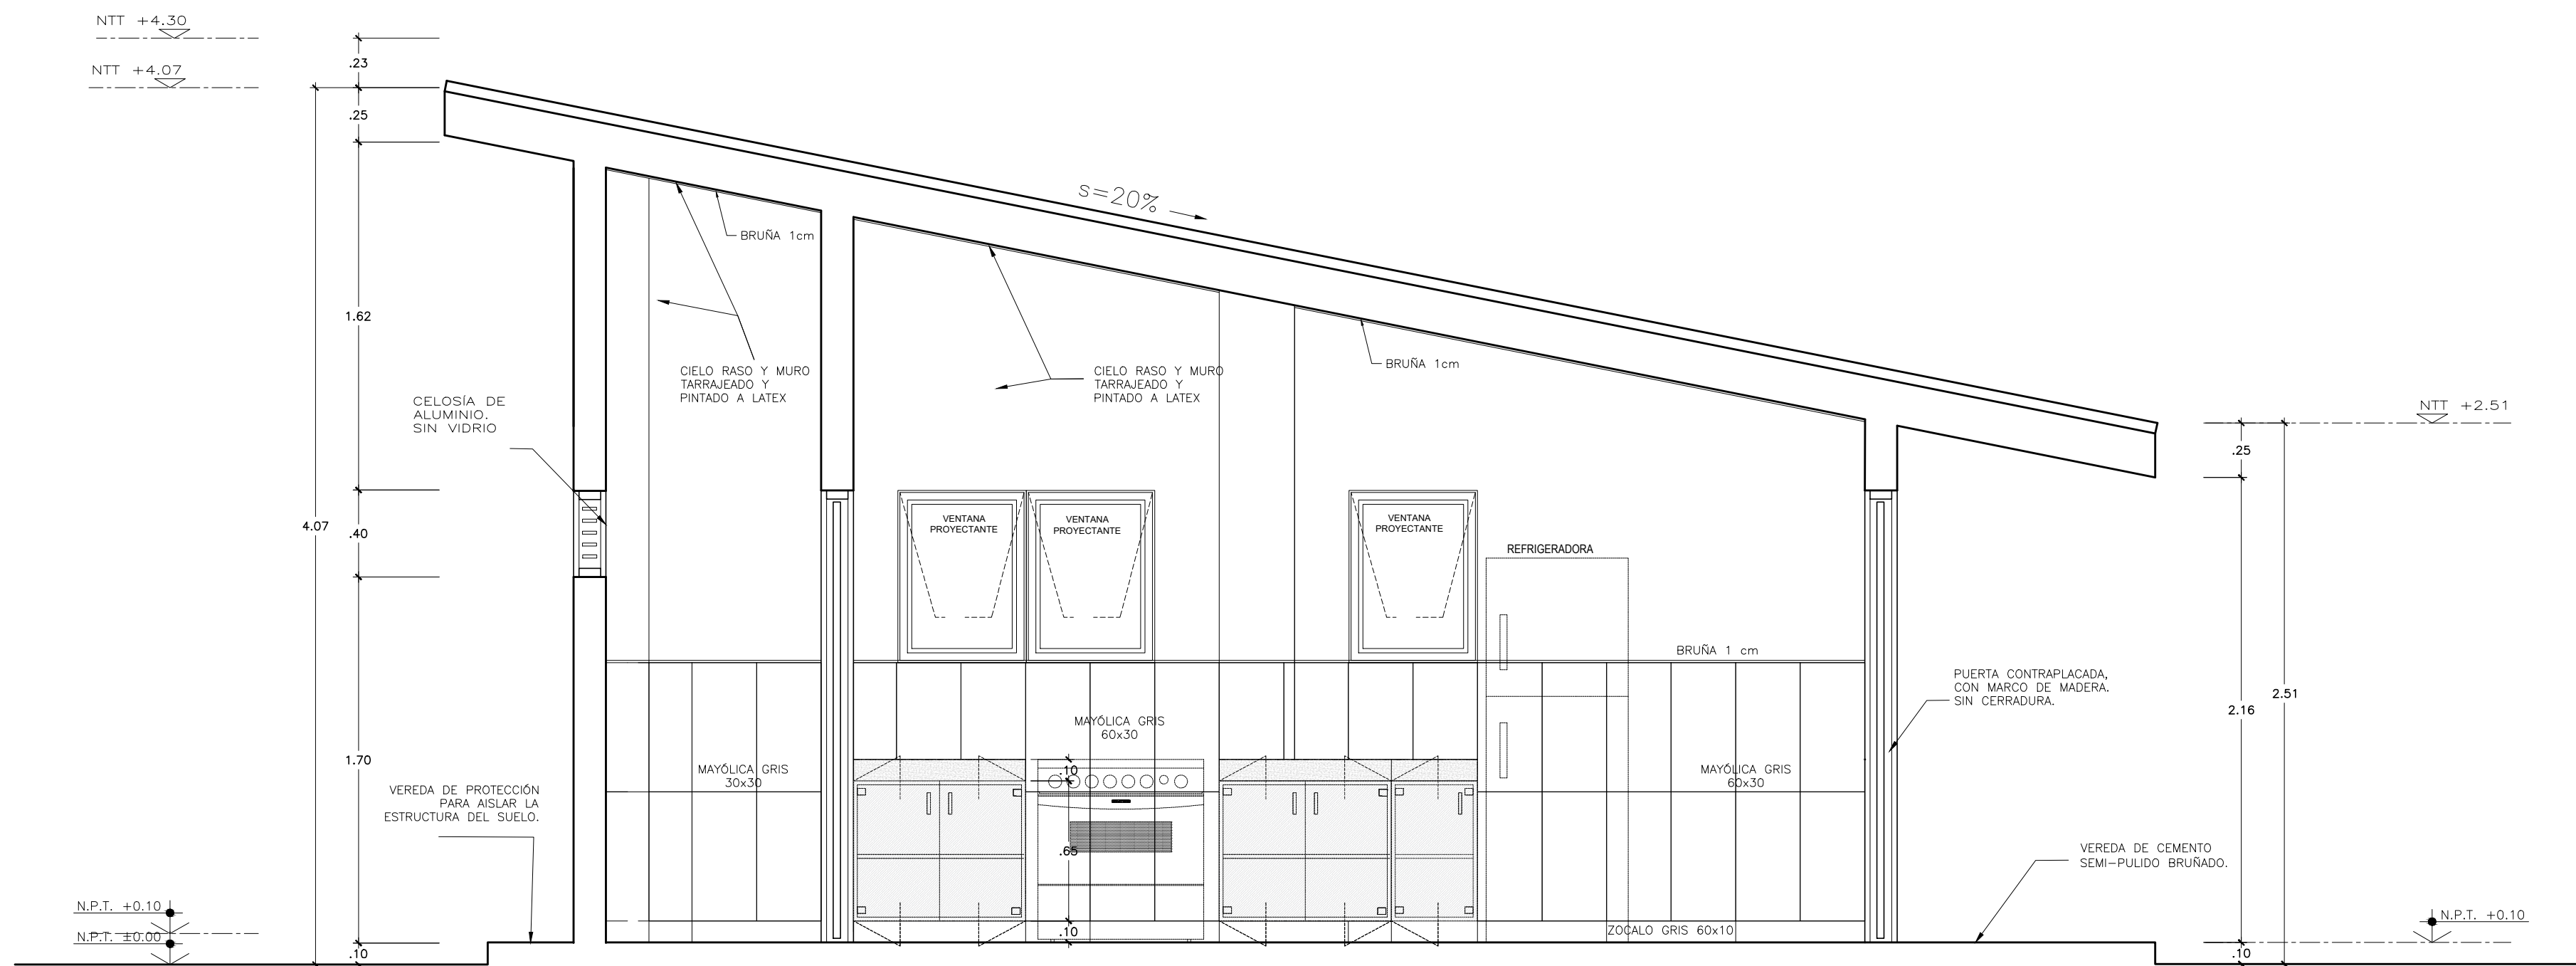 NTT +4.30
NTT +4.07
.23
.25
1.62
4.07
.40
1.70
.10
s=20%
BRUÑA 1cm
CIELO RASO Y MURO
TARRAJEADO Y
PINTADO A LATEX
CIELO RASO Y MURO
TARRAJEADO Y
PINTADO A LATEX
BRUÑA 1cm
CELOSÍA DE
ALUMINIO.
SIN VIDRIO
NTT +2.51
.25
2.51
2.16
.10
VENTANA
PROYECTANTE
VENTANA
PROYECTANTE
VENTANA
PROYECTANTE
REFRIGERADORA
BRUÑA 1 cm
PUERTA CONTRAPLACADA,
CON MARCO DE MADERA.
SIN CERRADURA.
MAYÓLICA GRIS
60x30
MAYÓLICA GRIS
30x30
MAYÓLICA GRIS
60x30
.10
.65
.10
VEREDA DE PROTECCIÓN
PARA AISLAR LA
ESTRUCTURA DEL SUELO.
VEREDA DE CEMENTO
SEMI-PULIDO BRUÑADO.
N.P.T. +0.10
N.P.T. ±0.00
N.P.T. +0.10
ZOCALO GRIS 60x10